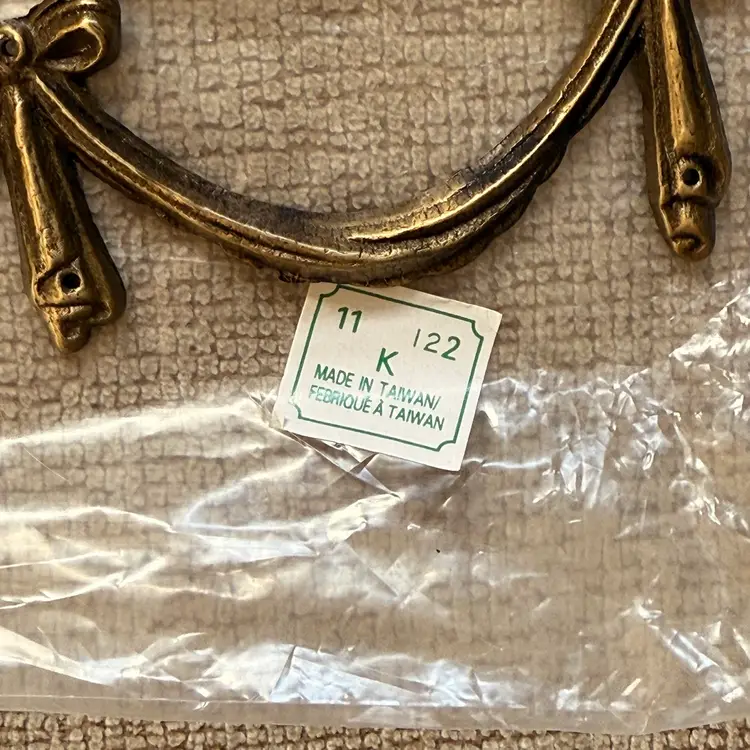 11 122
K
MADE IN TAIWAN/
FEBRIQUÉ À TAIWAN